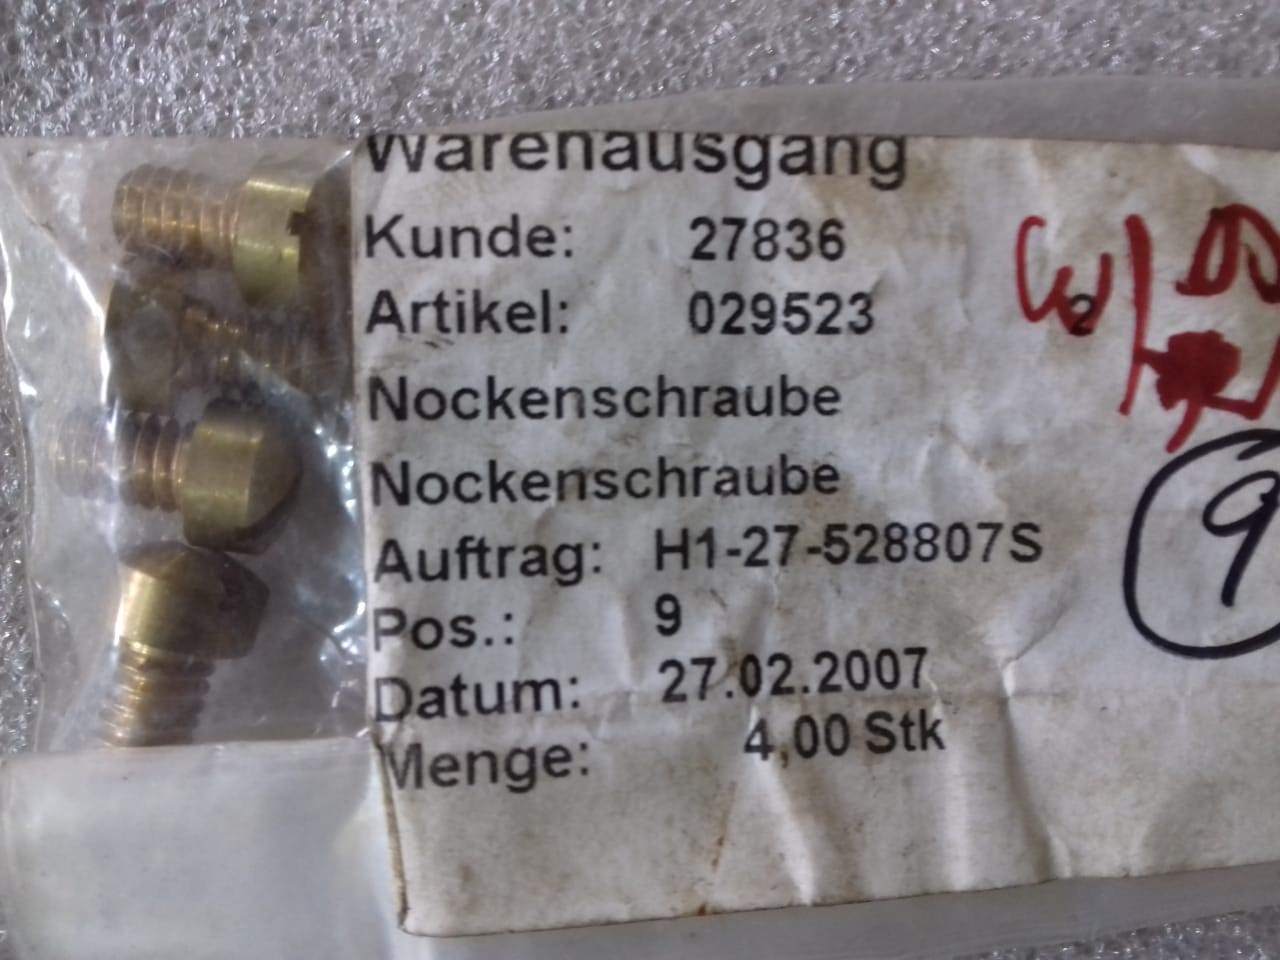 Warenausgang
Kunde: 27836
Artikel: 029523
2
Nockenschraube
Nockenschraube
Auftrag: H1-27-528807S
Pos.: 9
9
Datum: 27.02.2007
Menge: 4,00 Stk